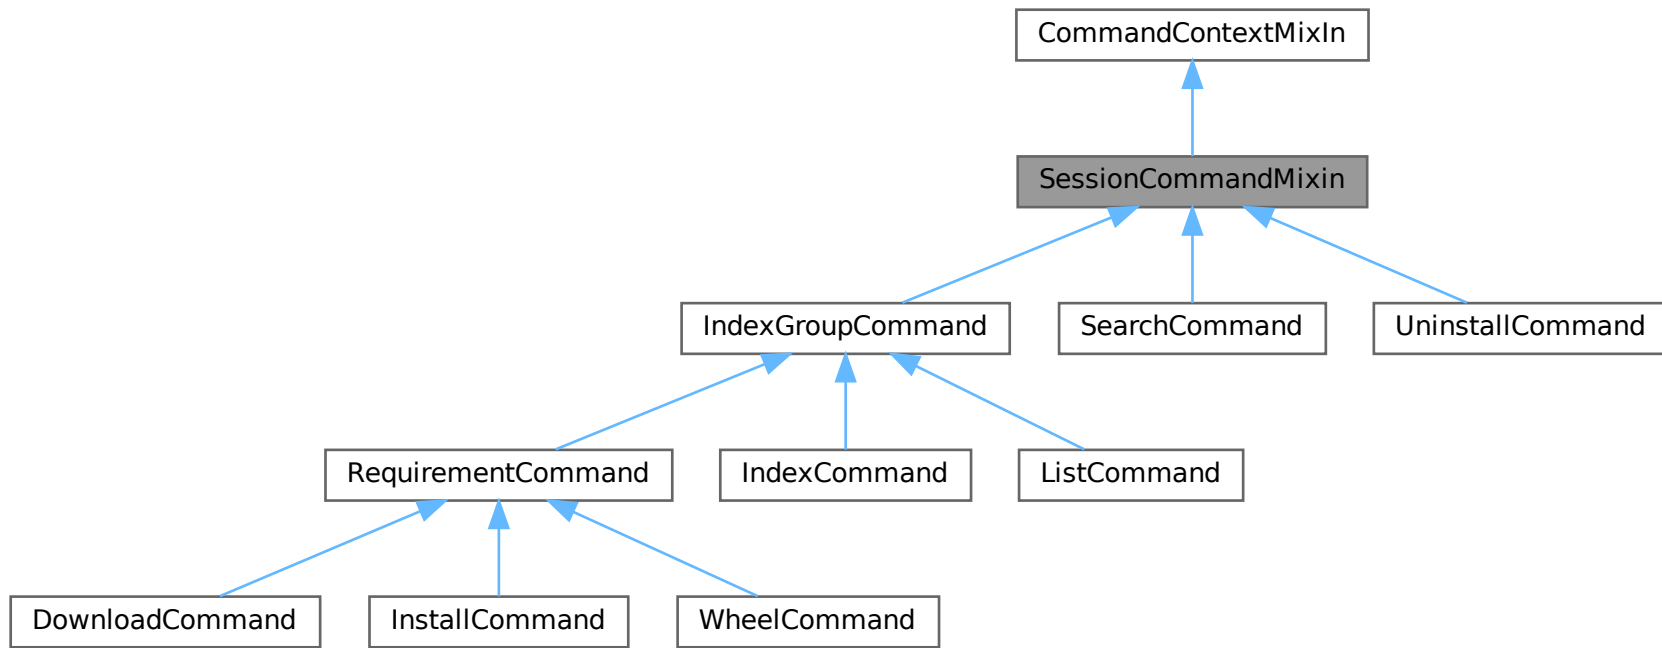 CommandContextMixIn
SessionCommandMixin
IndexGroupCommand
SearchCommand
UninstallCommand
RequirementCommand
IndexCommand
ListCommand
DownloadCommand
InstallCommand
WheelCommand